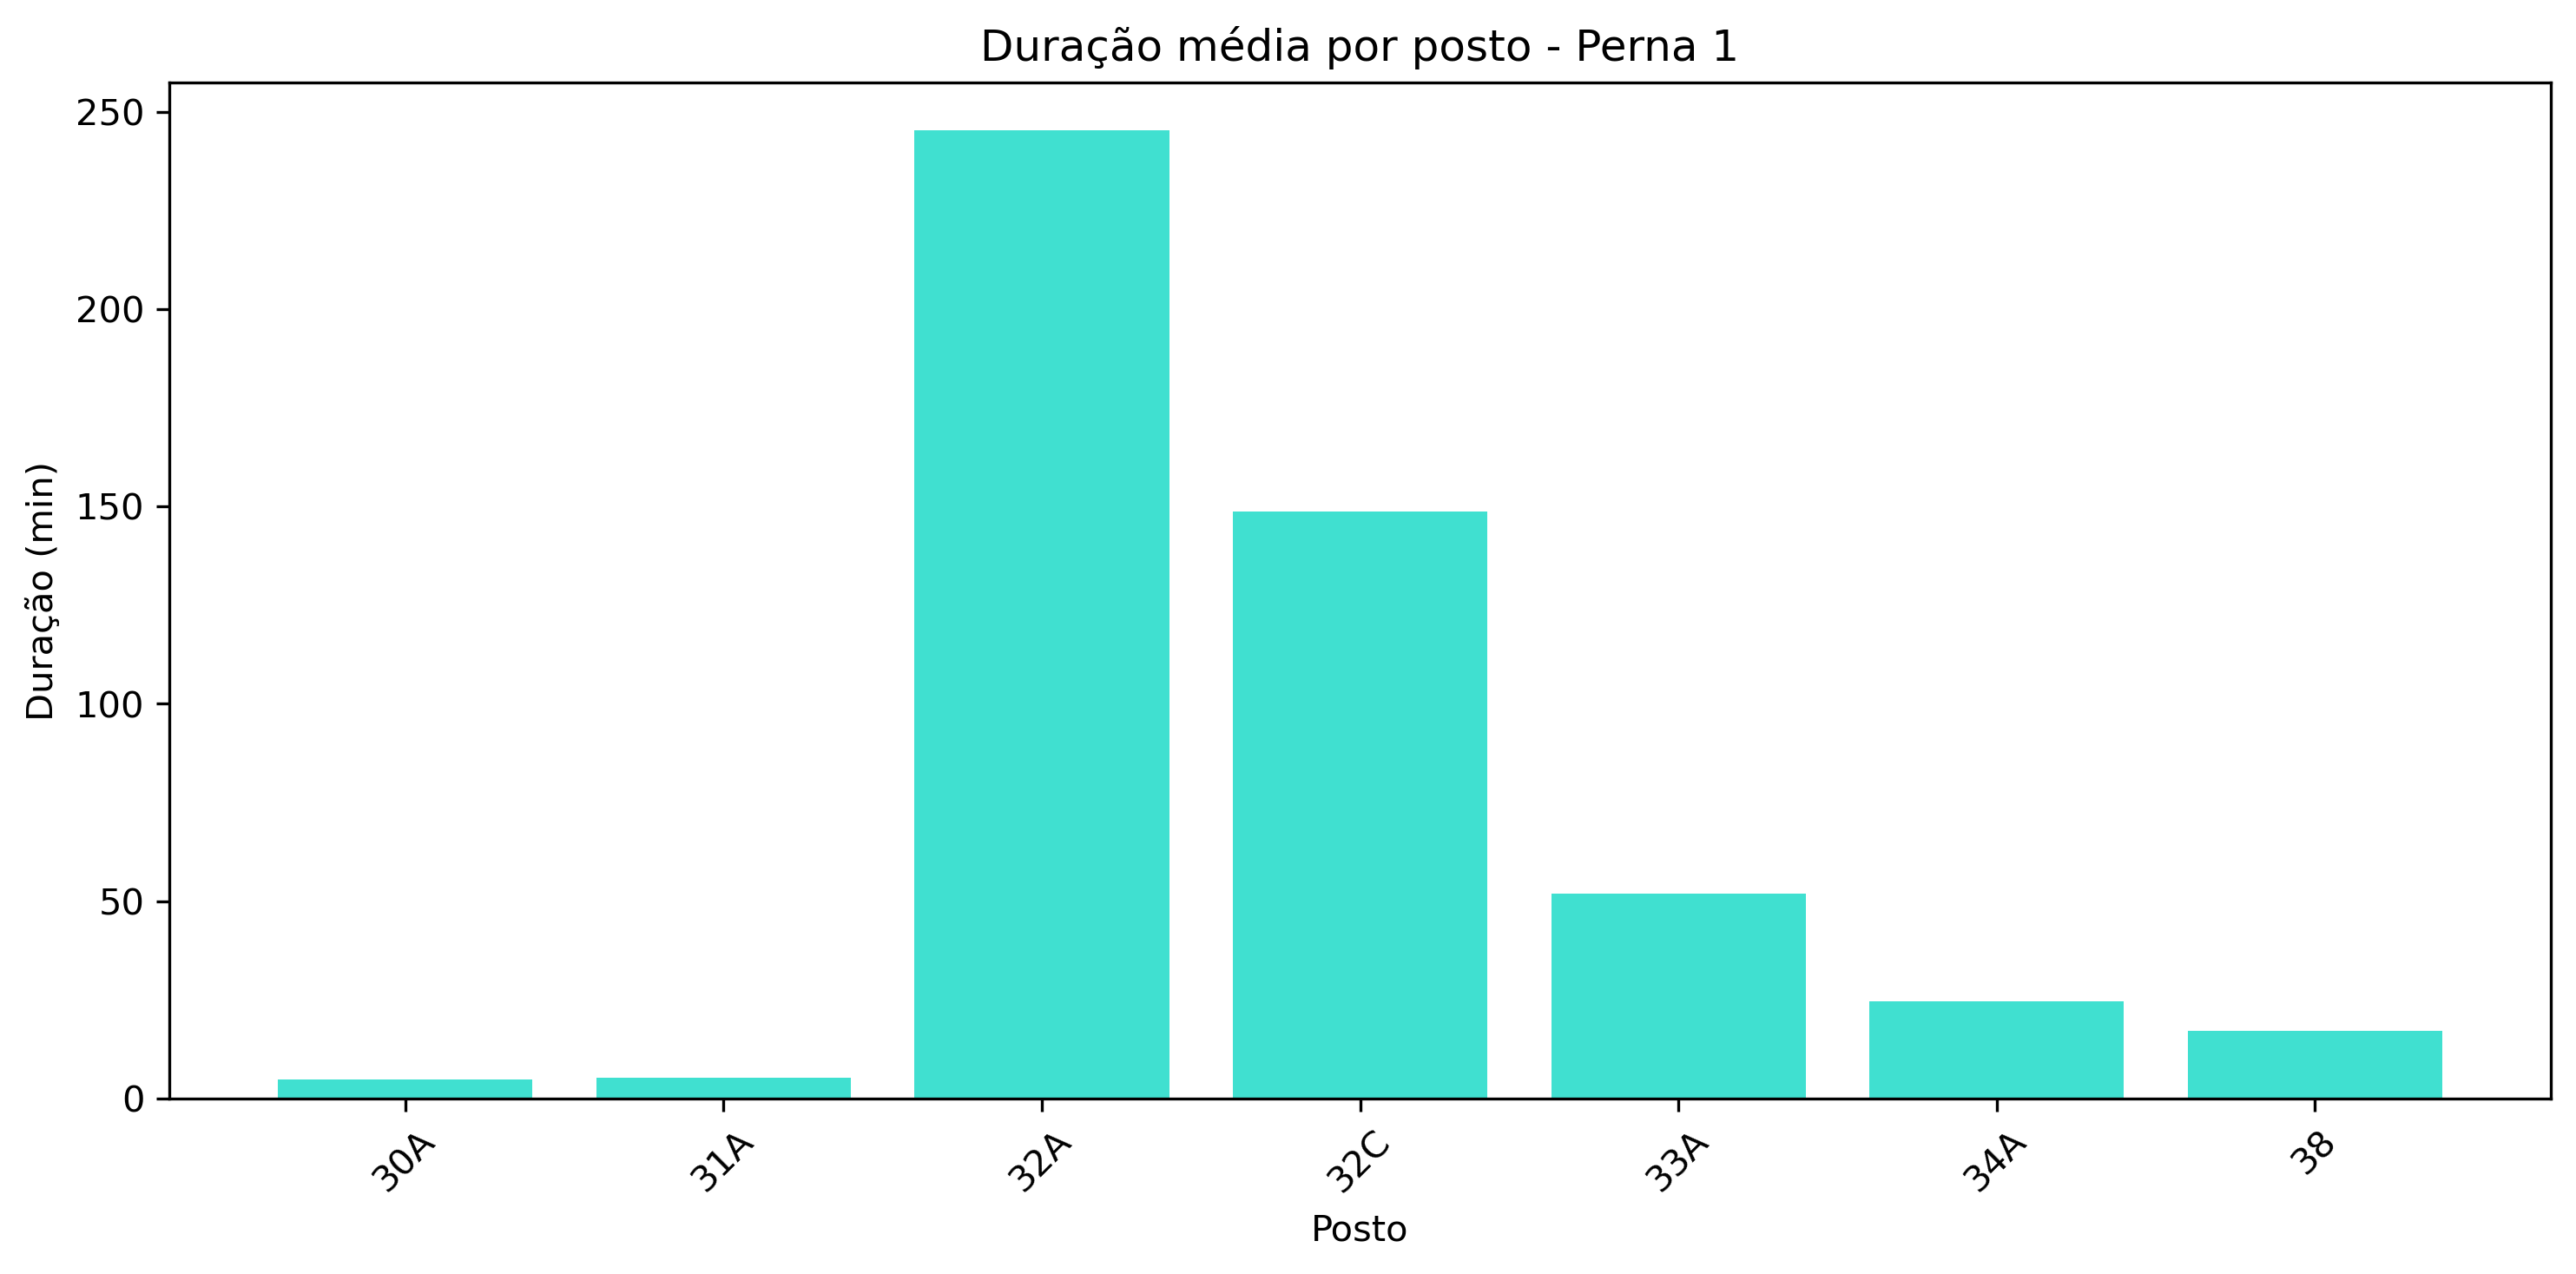 Duração média por posto - Perna 1
Duração (min)
250
200
150
100
50
0
30A
31A
32A
32C
33A
34A
38
Posto